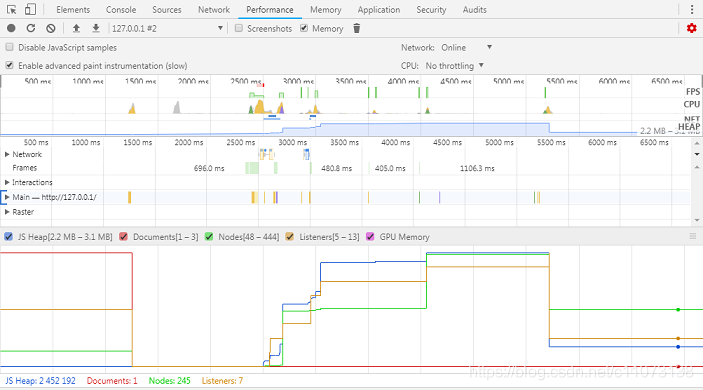 Elements Console Sources Network Performance Memory Application Security Audits
127.0.0.1 #2 Screenshots Memory
Disable JavaScript samples Network: Online
Enable advanced paint instrumentation (slow) CPU: No throttling
500 ms 1000 ms 1500 ms 2000 ms 2500 ms 3000 ms 3500 ms 4000 ms 4500 ms 5000 ms 5500 ms 6000 ms 6500 ms
FPS
CPU
NET
HEAP
2.2 MB – 3.1 MB
500 ms 1000 ms 1500 ms 2000 ms 2500 ms 3000 ms 3500 ms 4000 ms 4500 ms 5000 ms 5500 ms 6000 ms 6500 ms
Network
Frames 696.0 ms 480.8 ms 405.0 ms 1106.3 ms
Interactions
Main — http://127.0.0.1/
Raster
JS Heap[2.2 MB – 3.1 MB] Documents[1 – 3] Nodes[48 – 444] Listeners[5 – 13] GPU Memory
JS Heap: 2 452 192 Documents: 1 Nodes: 245 Listeners: 7